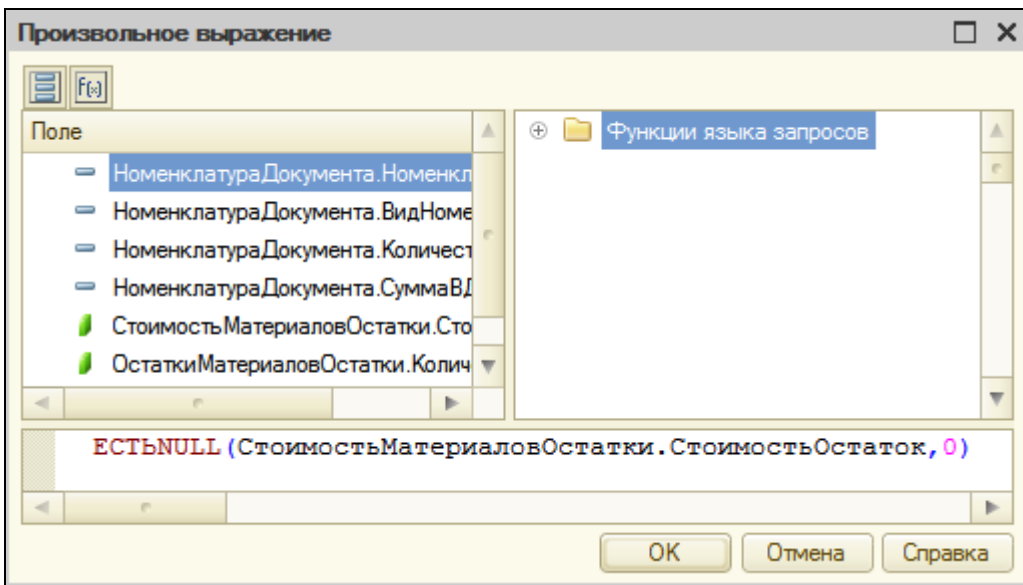 Произвольное выражение
f(x)
Поле
Функции языка запросов
НоменклатураДокумента.Номенкл
НоменклатураДокумента.ВидНоме
НоменклатураДокумента.Количест
НоменклатураДокумента.СуммаВД
СтоимостьМатериаловОстатки.Сто
ОстаткиМатериаловОстатки.Колич
ЕСТЬNULL(СтоимостьМатериаловОстатки.СтоимостьОстаток,0)
OK Отмена Справка